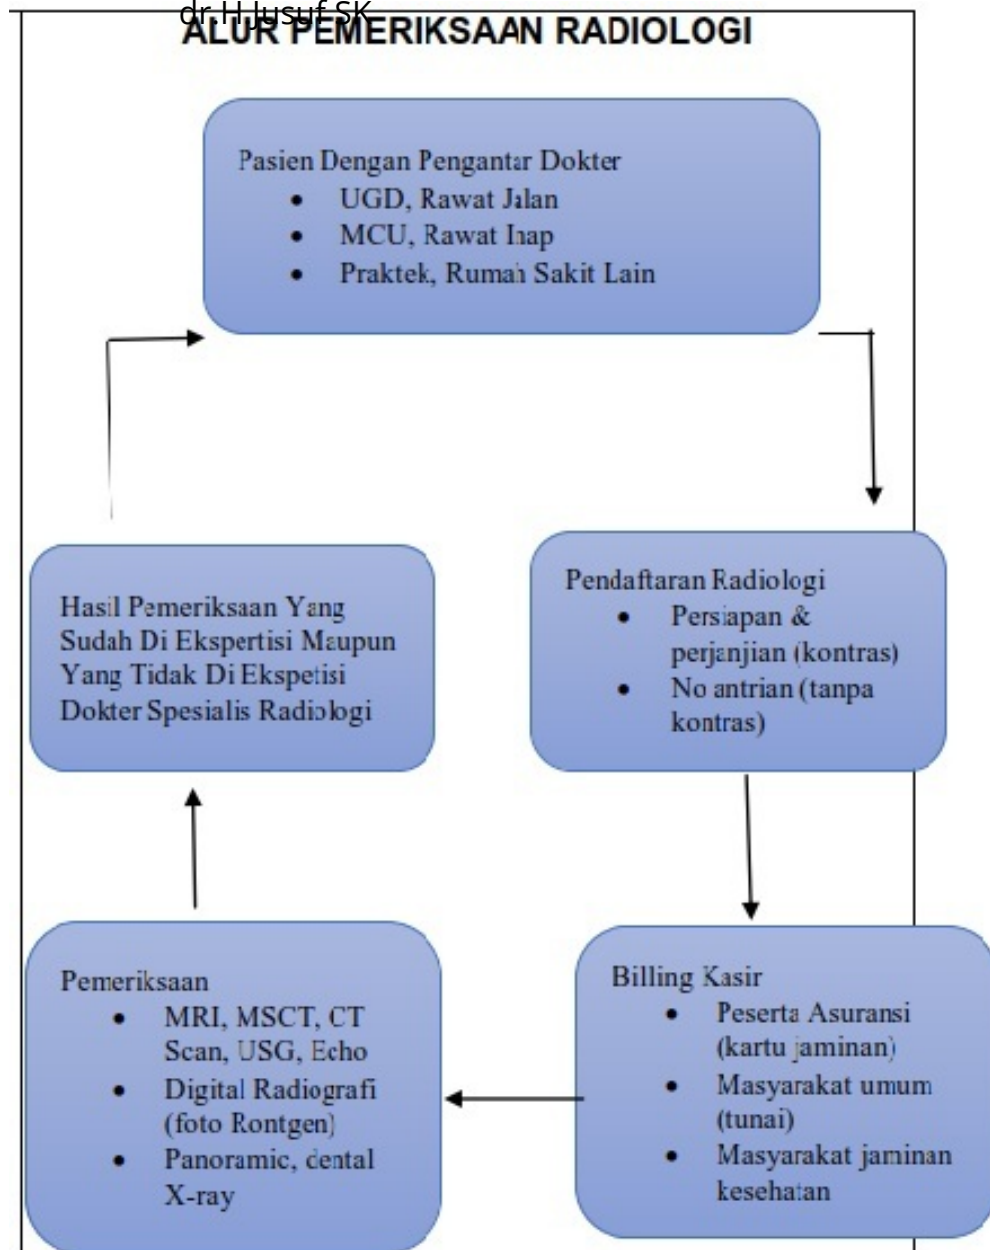 dr.H.Jusuf SK
ALUR PEMERIKSAAN RADIOLOGI
Pasien Dengan Pengantar Dokter
• UGD, Rawat Jalan
• MCU, Rawat Inap
• Praktek, Rumah Sakit Lain
Pendaftaran Radiologi
• Persiapan &
perjanjian (kontras)
• No antrian (tanpa
kontras)
Billing Kasir
• Peserta Asuransi
(kartu jaminan)
• Masyarakat umum
(tunai)
• Masyarakat jaminan
kesehatan
Pemeriksaan
• MRI, MSCT, CT
Scan, USG, Echo
• Digital Radiografi
(foto Rontgen)
• Panoramic, dental
X-ray
Hasil Pemeriksaan Yang
Sudah Di Ekspertisi Maupun
Yang Tidak Di Ekspetisi
Dokter Spesialis Radiologi